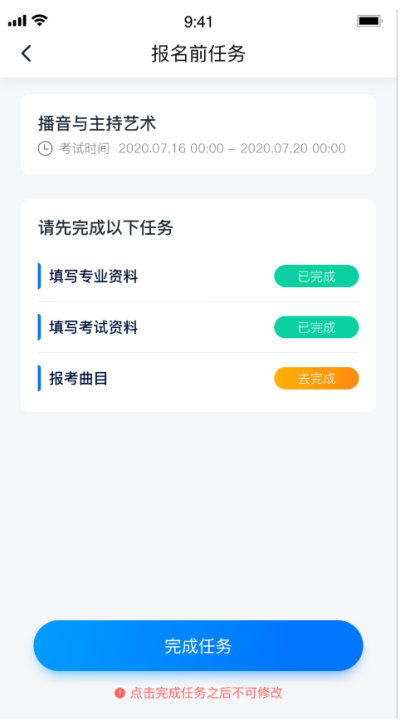 9:41
报名前任务
播音与主持艺术
考试时间 2020.07.16 00:00 – 2020.07.20 00:00
请先完成以下任务
填写专业资料 已完成
填写考试资料 已完成
报考曲目 去完成
完成任务
点击完成任务之后不可修改